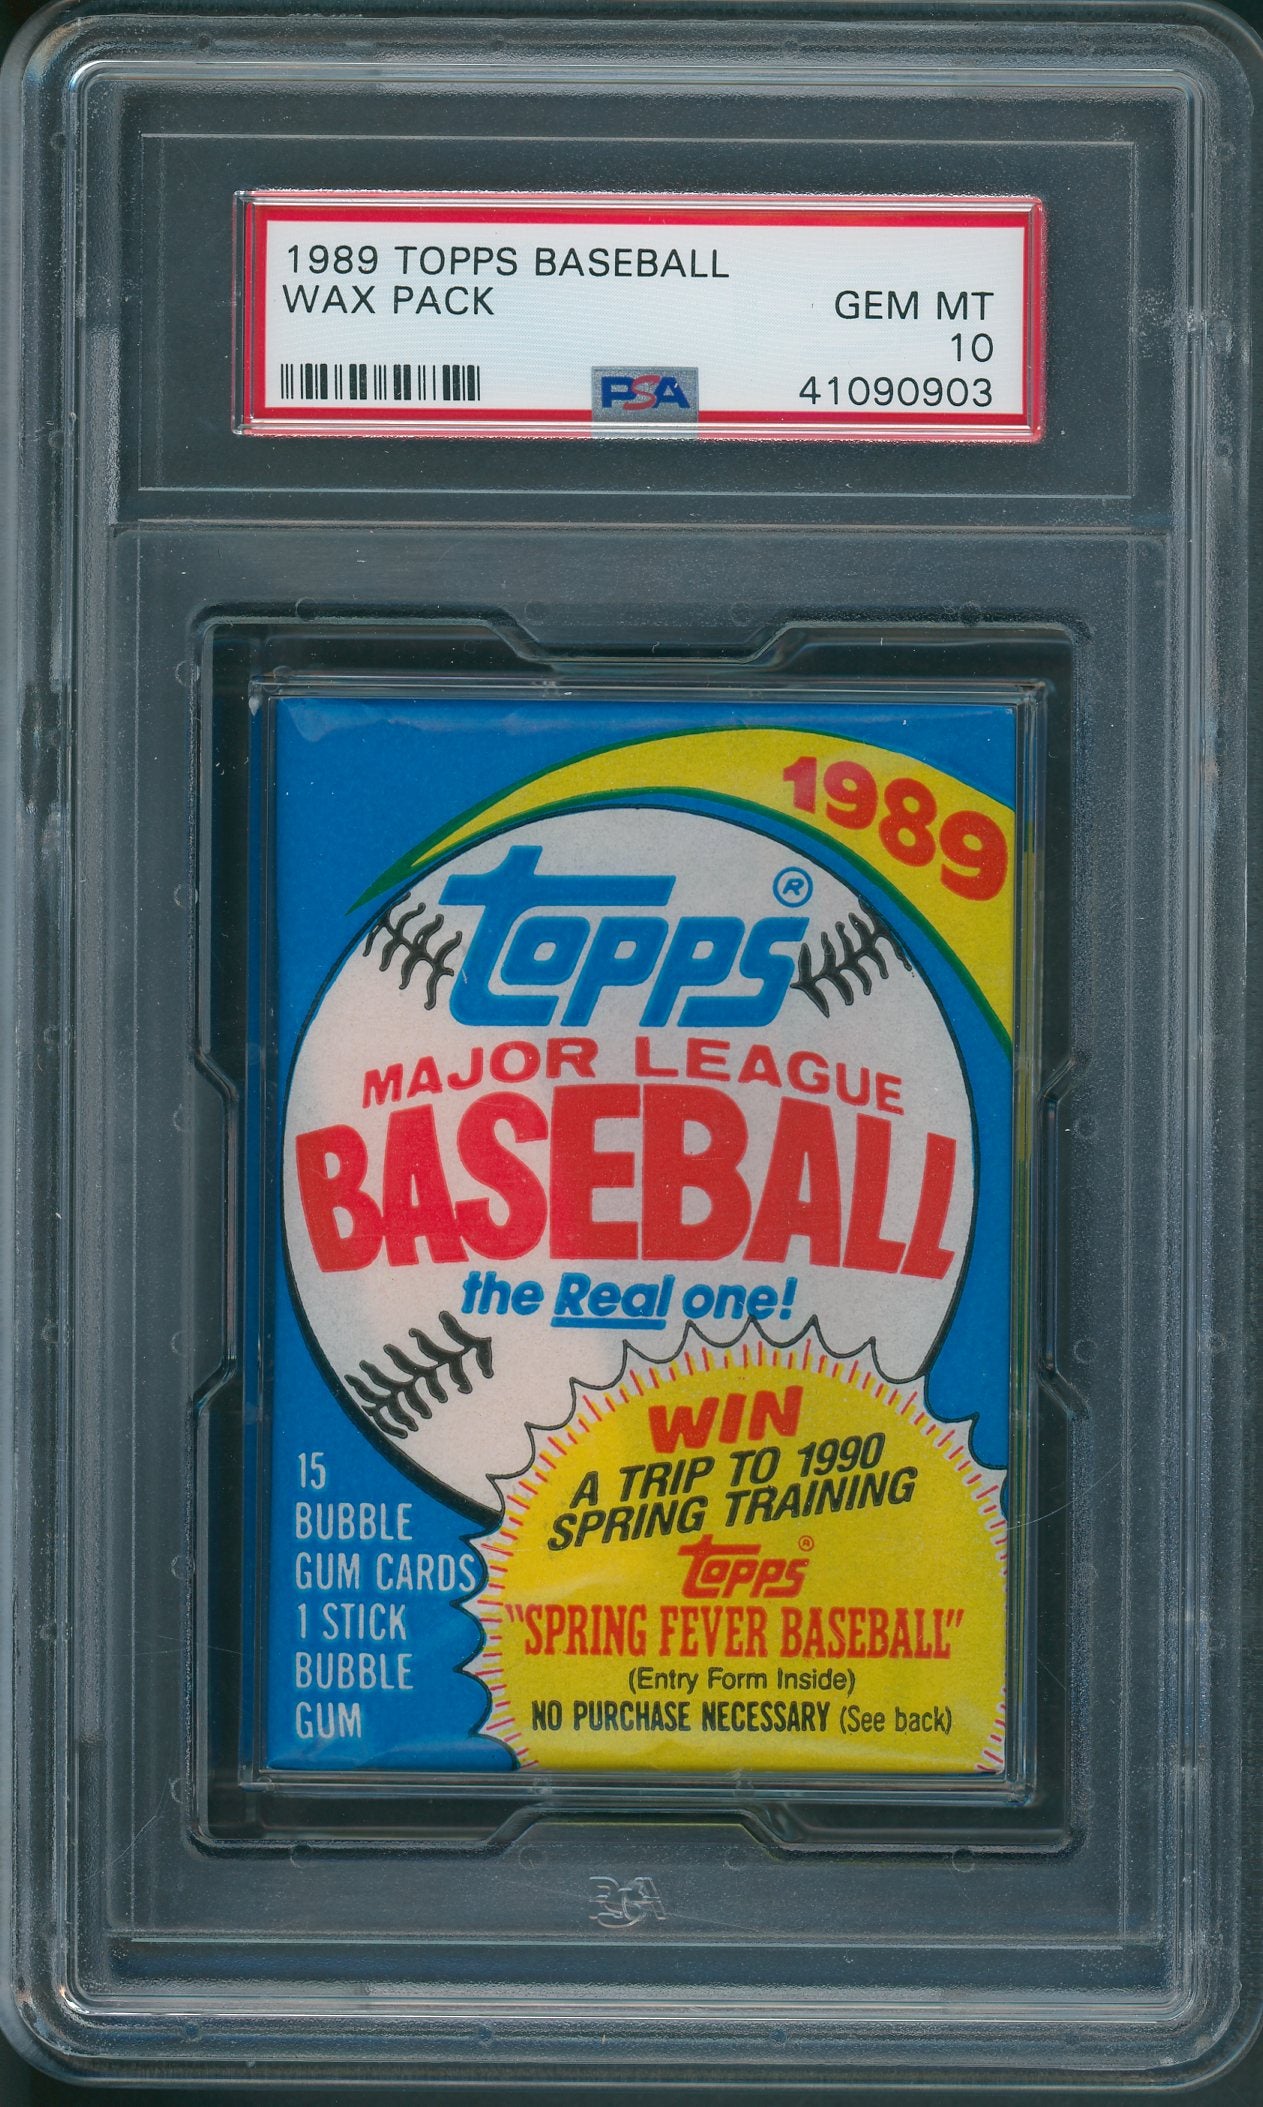 1989 TOPPS BASEBALL
WAX PACK
GEM MT
10
PSA
41090903
1989
Topps®
MAJOR LEAGUE
BASEBALL
the Real one!
WIN
A TRIP TO 1990
SPRING TRAINING
Topps®
"SPRING FEVER BASEBALL"
(Entry Form Inside)
NO PURCHASE NECESSARY (See back)
15
BUBBLE
GUM CARDS
1 STICK
BUBBLE
GUM
PSA